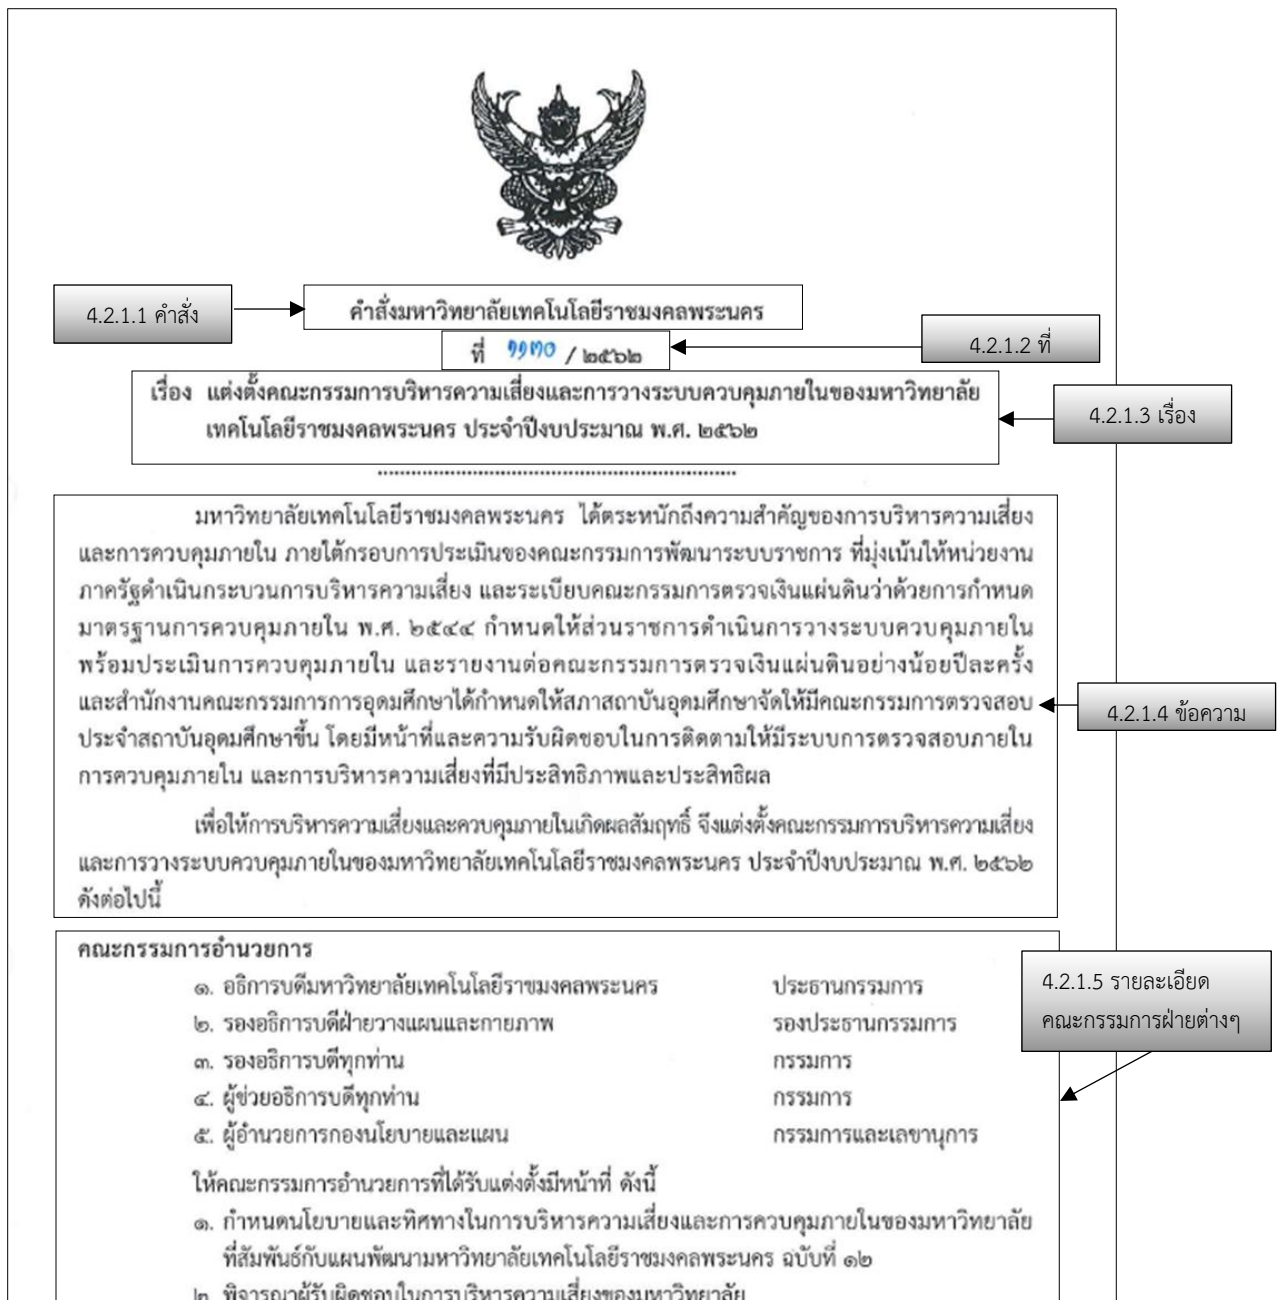 4.2.1.1 คำสั่ง
คำสั่งมหาวิทยาลัยเทคโนโลยีราชมงคลพระนคร
ที่ ๑๑๓๐ / ๒๕๖๒
4.2.1.2 ที่
เรื่อง แต่งตั้งคณะกรรมการบริหารความเสี่ยงและการวางระบบควบคุมภายในของมหาวิทยาลัย
เทคโนโลยีราชมงคลพระนคร ประจำปีงบประมาณ พ.ศ. ๒๕๖๒
4.2.1.3 เรื่อง
มหาวิทยาลัยเทคโนโลยีราชมงคลพระนคร ได้ตระหนักถึงความสำคัญของการบริหารความเสี่ยง
และการควบคุมภายใน ภายใต้กรอบการประเมินของคณะกรรมการพัฒนาระบบราชการ ที่มุ่งเน้นให้หน่วยงาน
ภาครัฐดำเนินกระบวนการบริหารความเสี่ยง และระเบียบคณะกรรมการตรวจเงินแผ่นดินว่าด้วยการกำหนด
มาตรฐานการควบคุมภายใน พ.ศ. ๒๕๔๔ กำหนดให้ส่วนราชการดำเนินการวางระบบควบคุมภายใน
พร้อมประเมินการควบคุมภายใน และรายงานต่อคณะกรรมการตรวจเงินแผ่นดินอย่างน้อยปีละครั้ง
และสำนักงานคณะกรรมการการอุดมศึกษาได้กำหนดให้สภาสถาบันอุดมศึกษาจัดให้มีคณะกรรมการตรวจสอบ
ประจำสถาบันอุดมศึกษาขึ้น โดยมีหน้าที่และความรับผิดชอบในการติดตามให้มีระบบการตรวจสอบภายใน
การควบคุมภายใน และการบริหารความเสี่ยงที่มีประสิทธิภาพและประสิทธิผล
4.2.1.4 ข้อความ
เพื่อให้การบริหารความเสี่ยงและควบคุมภายในเกิดผลสัมฤทธิ์ จึงแต่งตั้งคณะกรรมการบริหารความเสี่ยง
และการวางระบบควบคุมภายในของมหาวิทยาลัยเทคโนโลยีราชมงคลพระนคร ประจำปีงบประมาณ พ.ศ. ๒๕๖๒
ดังต่อไปนี้
คณะกรรมการอำนวยการ
๑. อธิการบดีมหาวิทยาลัยเทคโนโลยีราชมงคลพระนคร ประธานกรรมการ
๒. รองอธิการบดีฝ่ายวางแผนและกายภาพ รองประธานกรรมการ
๓. รองอธิการบดีทุกท่าน กรรมการ
๔. ผู้ช่วยอธิการบดีทุกท่าน กรรมการ
๕. ผู้อำนวยการกองนโยบายและแผน กรรมการและเลขานุการ
4.2.1.5 รายละเอียด
คณะกรรมการฝ่ายต่างๆ
ให้คณะกรรมการอำนวยการที่ได้รับแต่งตั้งมีหน้าที่ ดังนี้
๑. กำหนดนโยบายและทิศทางในการบริหารความเสี่ยงและการควบคุมภายในของมหาวิทยาลัย
ที่สัมพันธ์กับแผนพัฒนามหาวิทยาลัยเทคโนโลยีราชมงคลพระนคร ฉบับที่ ๑๒
๒. พิจารณาผู้รับผิดชอบในการบริหารความเสี่ยงของมหาวิทยาลัย